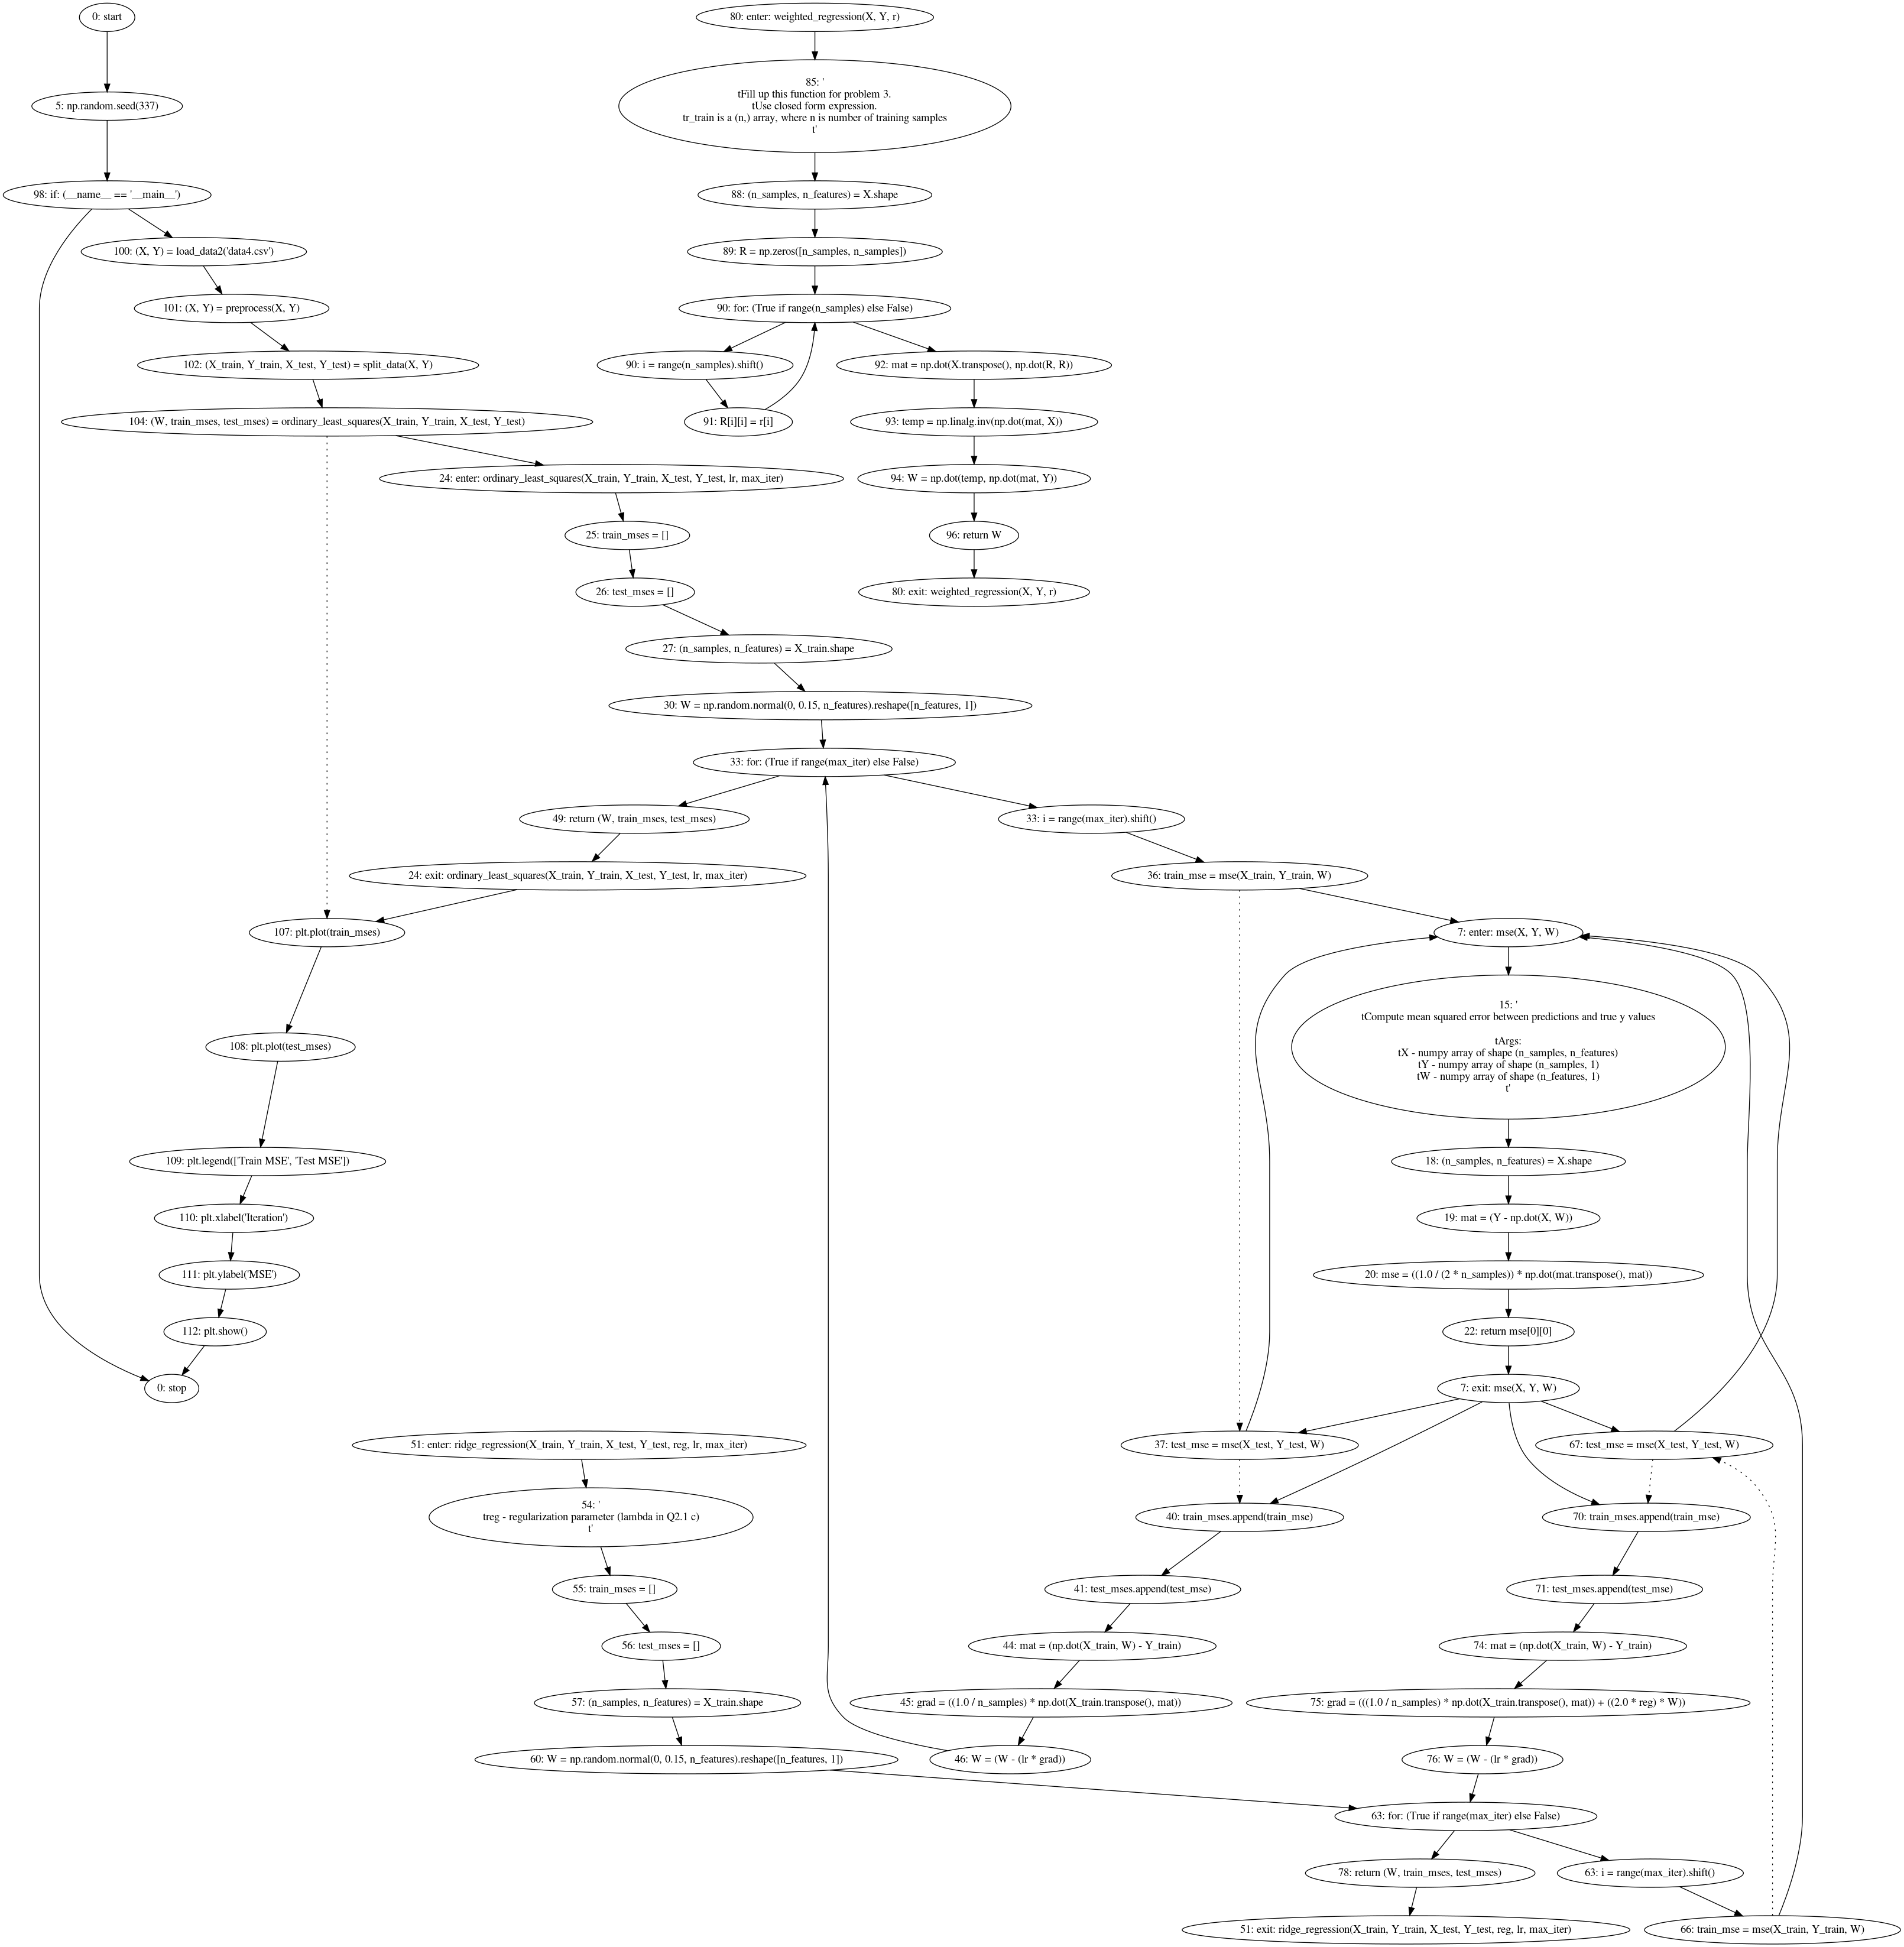 0: start
5: np.random.seed(337)
98: if: (__name__ == '__main__')
100: (X, Y) = load_data2('data4.csv')
101: (X, Y) = preprocess(X, Y)
102: (X_train, Y_train, X_test, Y_test) = split_data(X, Y)
104: (W, train_mses, test_mses) = ordinary_least_squares(X_train, Y_train, X_test, Y_test)
80: enter: weighted_regression(X, Y, r)
85: '
tFill up this function for problem 3.
tUse closed form expression.
tr_train is a (n,) array, where n is number of training samples
t'
88: (n_samples, n_features) = X.shape
89: R = np.zeros([n_samples, n_samples])
90: for: (True if range(n_samples) else False)
90: i = range(n_samples).shift()
91: R[i][i] = r[i]
92: mat = np.dot(X.transpose(), np.dot(R, R))
93: temp = np.linalg.inv(np.dot(mat, X))
94: W = np.dot(temp, np.dot(mat, Y))
96: return W
80: exit: weighted_regression(X, Y, r)
24: enter: ordinary_least_squares(X_train, Y_train, X_test, Y_test, lr, max_iter)
25: train_mses = []
26: test_mses = []
27: (n_samples, n_features) = X_train.shape
30: W = np.random.normal(0, 0.15, n_features).reshape([n_features, 1])
33: for: (True if range(max_iter) else False)
49: return (W, train_mses, test_mses)
24: exit: ordinary_least_squares(X_train, Y_train, X_test, Y_test, lr, max_iter)
107: plt.plot(train_mses)
108: plt.plot(test_mses)
109: plt.legend(['Train MSE', 'Test MSE'])
110: plt.xlabel('Iteration')
111: plt.ylabel('MSE')
112: plt.show()
0: stop
33: i = range(max_iter).shift()
36: train_mse = mse(X_train, Y_train, W)
7: enter: mse(X, Y, W)
15: '
tCompute mean squared error between predictions and true y values
tArgs:
tX - numpy array of shape (n_samples, n_features)
tY - numpy array of shape (n_samples, 1)
tW - numpy array of shape (n_features, 1)
t'
18: (n_samples, n_features) = X.shape
19: mat = (Y - np.dot(X, W))
20: mse = ((1.0 / (2 * n_samples)) * np.dot(mat.transpose(), mat))
22: return mse[0][0]
7: exit: mse(X, Y, W)
37: test_mse = mse(X_test, Y_test, W)
67: test_mse = mse(X_test, Y_test, W)
40: train_mses.append(train_mse)
70: train_mses.append(train_mse)
41: test_mses.append(test_mse)
71: test_mses.append(test_mse)
44: mat = (np.dot(X_train, W) - Y_train)
74: mat = (np.dot(X_train, W) - Y_train)
45: grad = ((1.0 / n_samples) * np.dot(X_train.transpose(), mat))
75: grad = (((1.0 / n_samples) * np.dot(X_train.transpose(), mat)) + ((2.0 * reg) * W))
46: W = (W - (lr * grad))
76: W = (W - (lr * grad))
51: enter: ridge_regression(X_train, Y_train, X_test, Y_test, reg, lr, max_iter)
54: '
treg - regularization parameter (lambda in Q2.1 c)
t'
55: train_mses = []
56: test_mses = []
57: (n_samples, n_features) = X_train.shape
60: W = np.random.normal(0, 0.15, n_features).reshape([n_features, 1])
63: for: (True if range(max_iter) else False)
78: return (W, train_mses, test_mses)
63: i = range(max_iter).shift()
51: exit: ridge_regression(X_train, Y_train, X_test, Y_test, reg, lr, max_iter)
66: train_mse = mse(X_train, Y_train, W)